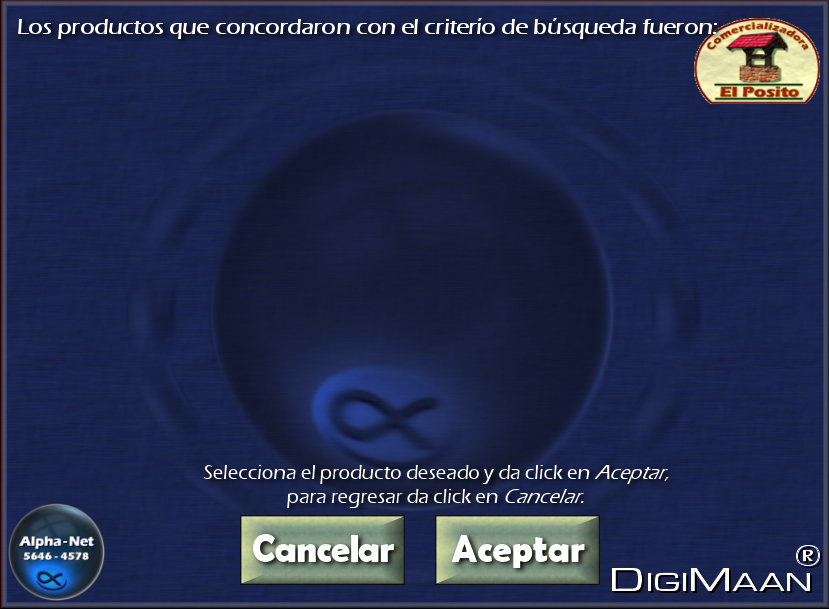 Los productos que concordaron con el criterío de búsqueda fueron:
Comercializadora
El Posito
Selecciona el producto deseado y da click en Aceptar,
para regresar da click en Cancelar.
Cancelar
Aceptar
Alpha-Net
5646 - 4578
DIGIMAAN®